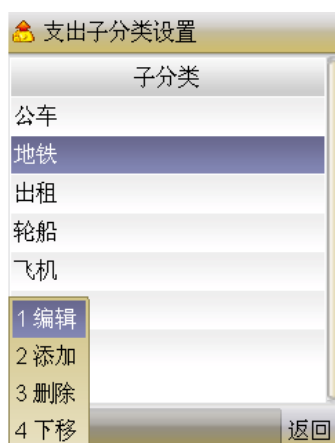 支出子分类设置
子分类
公车
地铁
出租
轮船
飞机
1 编辑
2 添加
3 删除
4 下移
返回